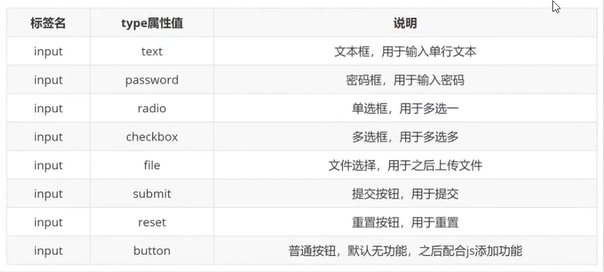 标签名 type属性值 说明
input text 文本框，用于输入单行文本
input password 密码框，用于输入密码
input radio 单选框，用于多选一
input checkbox 多选框，用于多选多
input file 文件选择，用于之后上传文件
input submit 提交按钮，用于提交
input reset 重置按钮，用于重置
input button 普通按钮，默认无功能，之后配合js添加功能